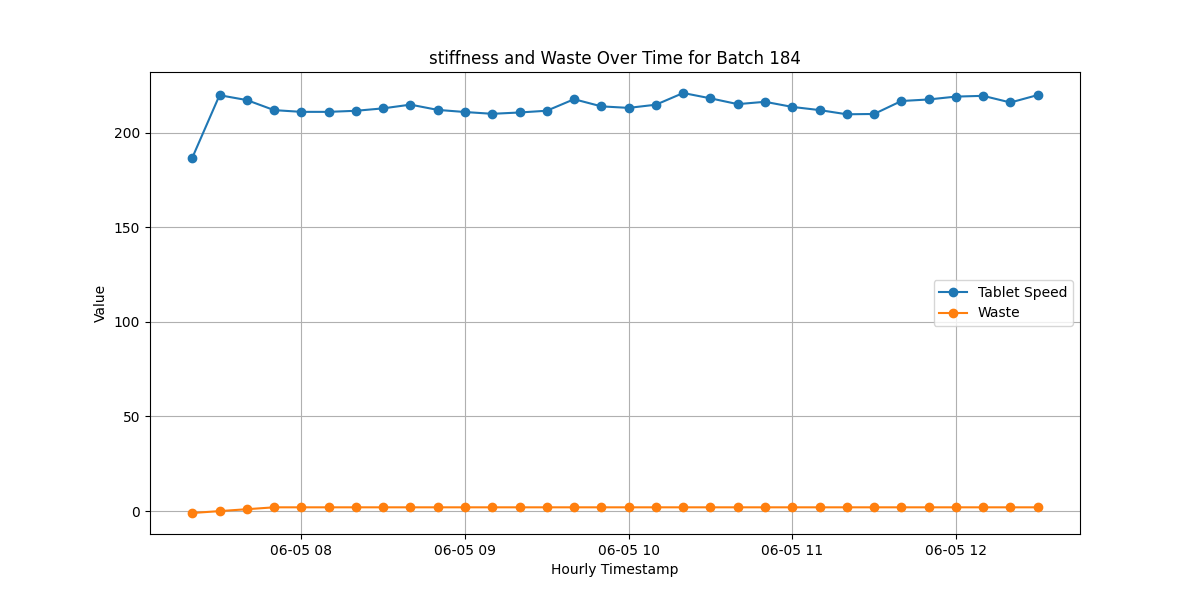 stiffness and Waste Over Time for Batch 184
200
150
100
50
0
Value
Tablet Speed
Waste
06-05 08
06-05 09
06-05 10
06-05 11
06-05 12
Hourly Timestamp